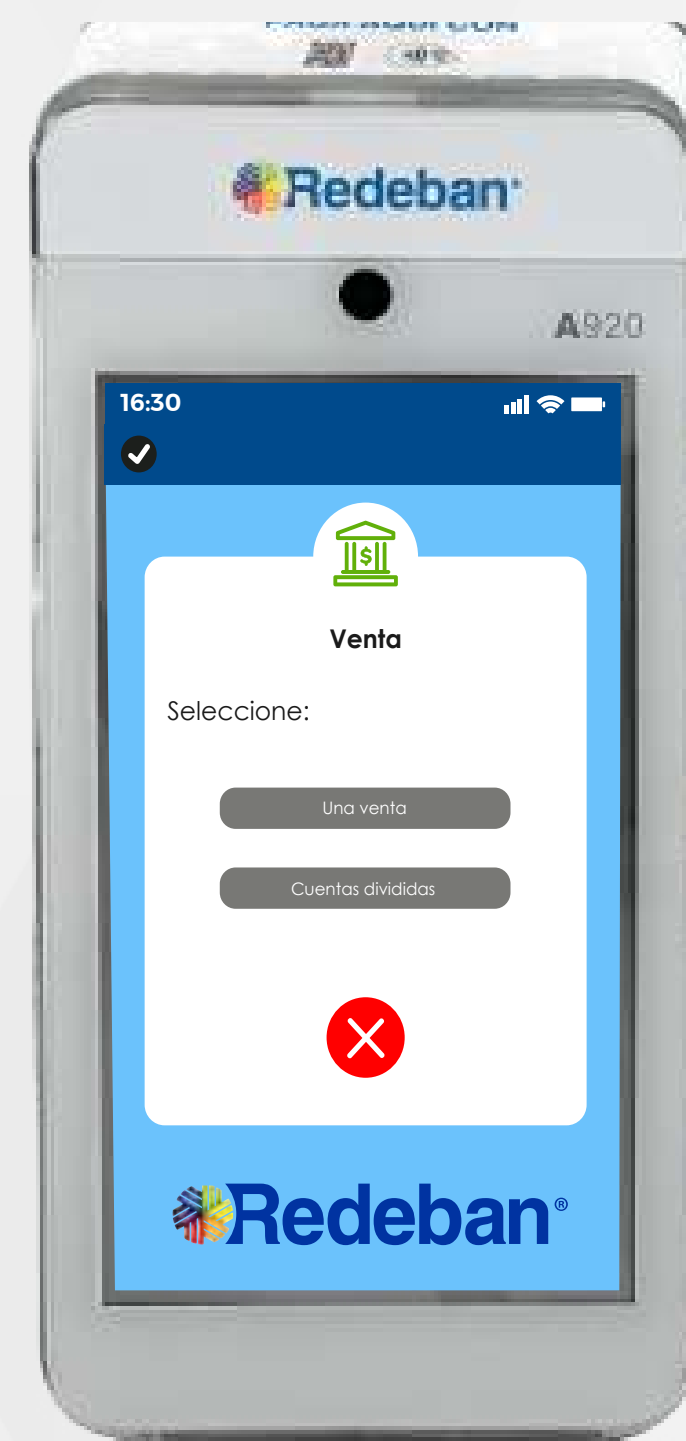 Redeban
A920
16:30
Venta
Seleccione:
Una venta
Cuentas divididas
Redeban®